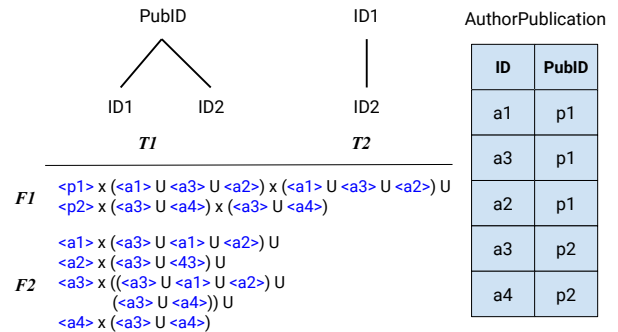 PubID
ID1 ID2
T1
ID1
ID2
T2
F1
<p1> x (<a1> U <a3> U <a2>) x (<a1> U <a3> U <a2>) U
<p2> x (<a3> U <a4>) x (<a3> U <a4>)
F2
<a1> x (<a3> U <a1> U <a2>) U
<a2> x (<a3> U <43>) U
<a3> x ((<a3> U <a1> U <a2>) U
(<a3> U <a4>)) U
<a4> x (<a3> U <a4>)
AuthorPublication
ID PubID
a1 p1
a3 p1
a2 p1
a3 p2
a4 p2